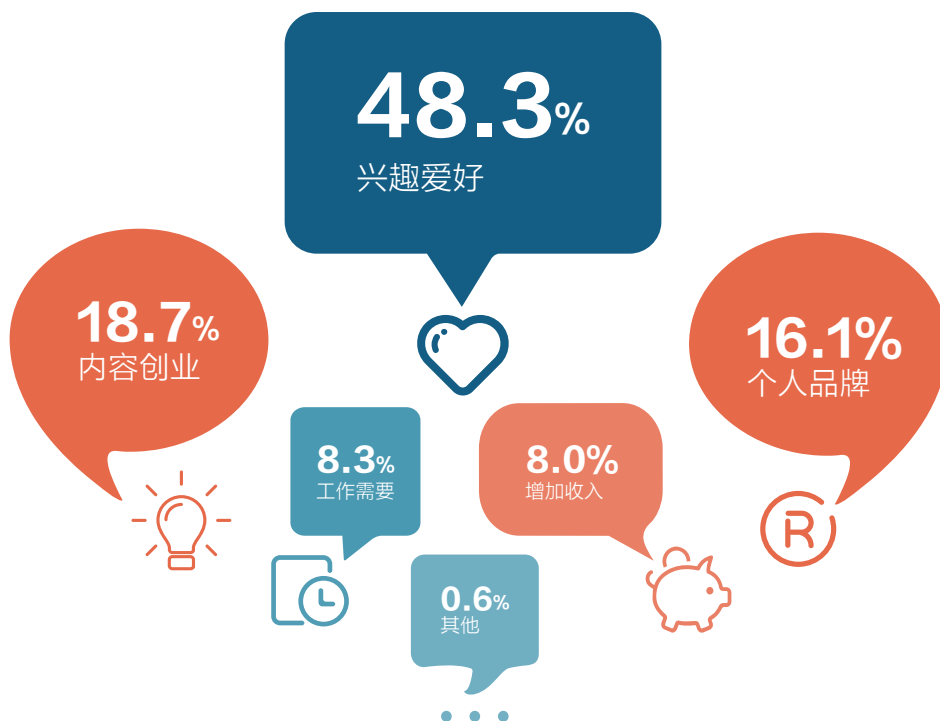 48.3%
兴趣爱好
18.7%
内容创业
16.1%
个人品牌
8.3%
工作需要
8.0%
增加收入
0.6%
其他
R